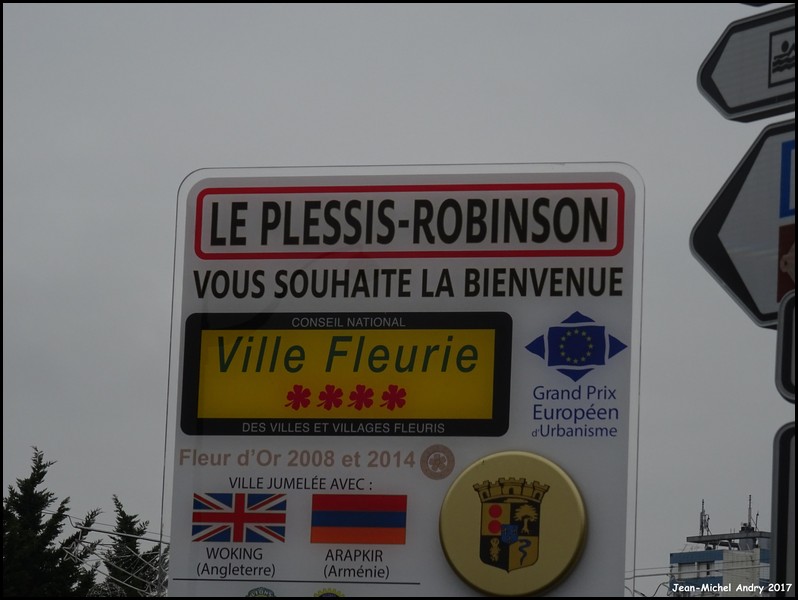 LE PLESSIS-ROBINSON
VOUS SOUHAITE LA BIENVENUE
CONSEIL NATIONAL
Ville Fleurie
DES VILLES ET VILLAGES FLEURIS
Grand Prix
Européen
d'Urbanisme
Fleur d'Or 2008 et 2014
VILLE JUMELÉE AVEC :
WOKING
(Angleterre)
ARAPKIR
(Arménie)
Jean-Michel Andry 2017